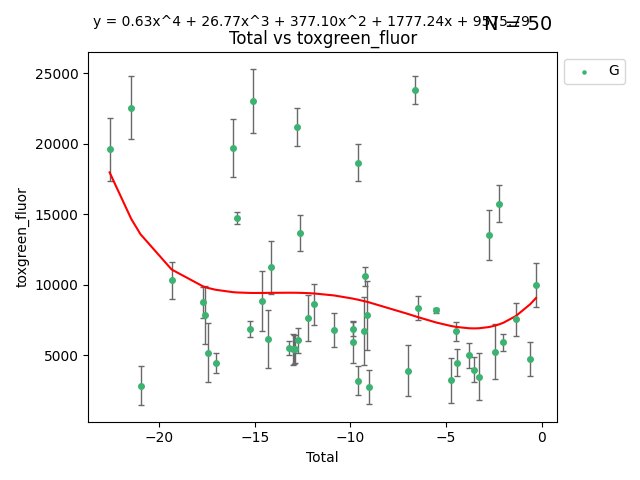 y = 0.63x^4 + 26.77x^3 + 377.10x^2 + 1777.24x +
N = 50
Total vs toxgreen_fluor
G
25000
20000
15000
10000
5000
toxgreen_fluor
−20
−15
−10
−5
0
Total